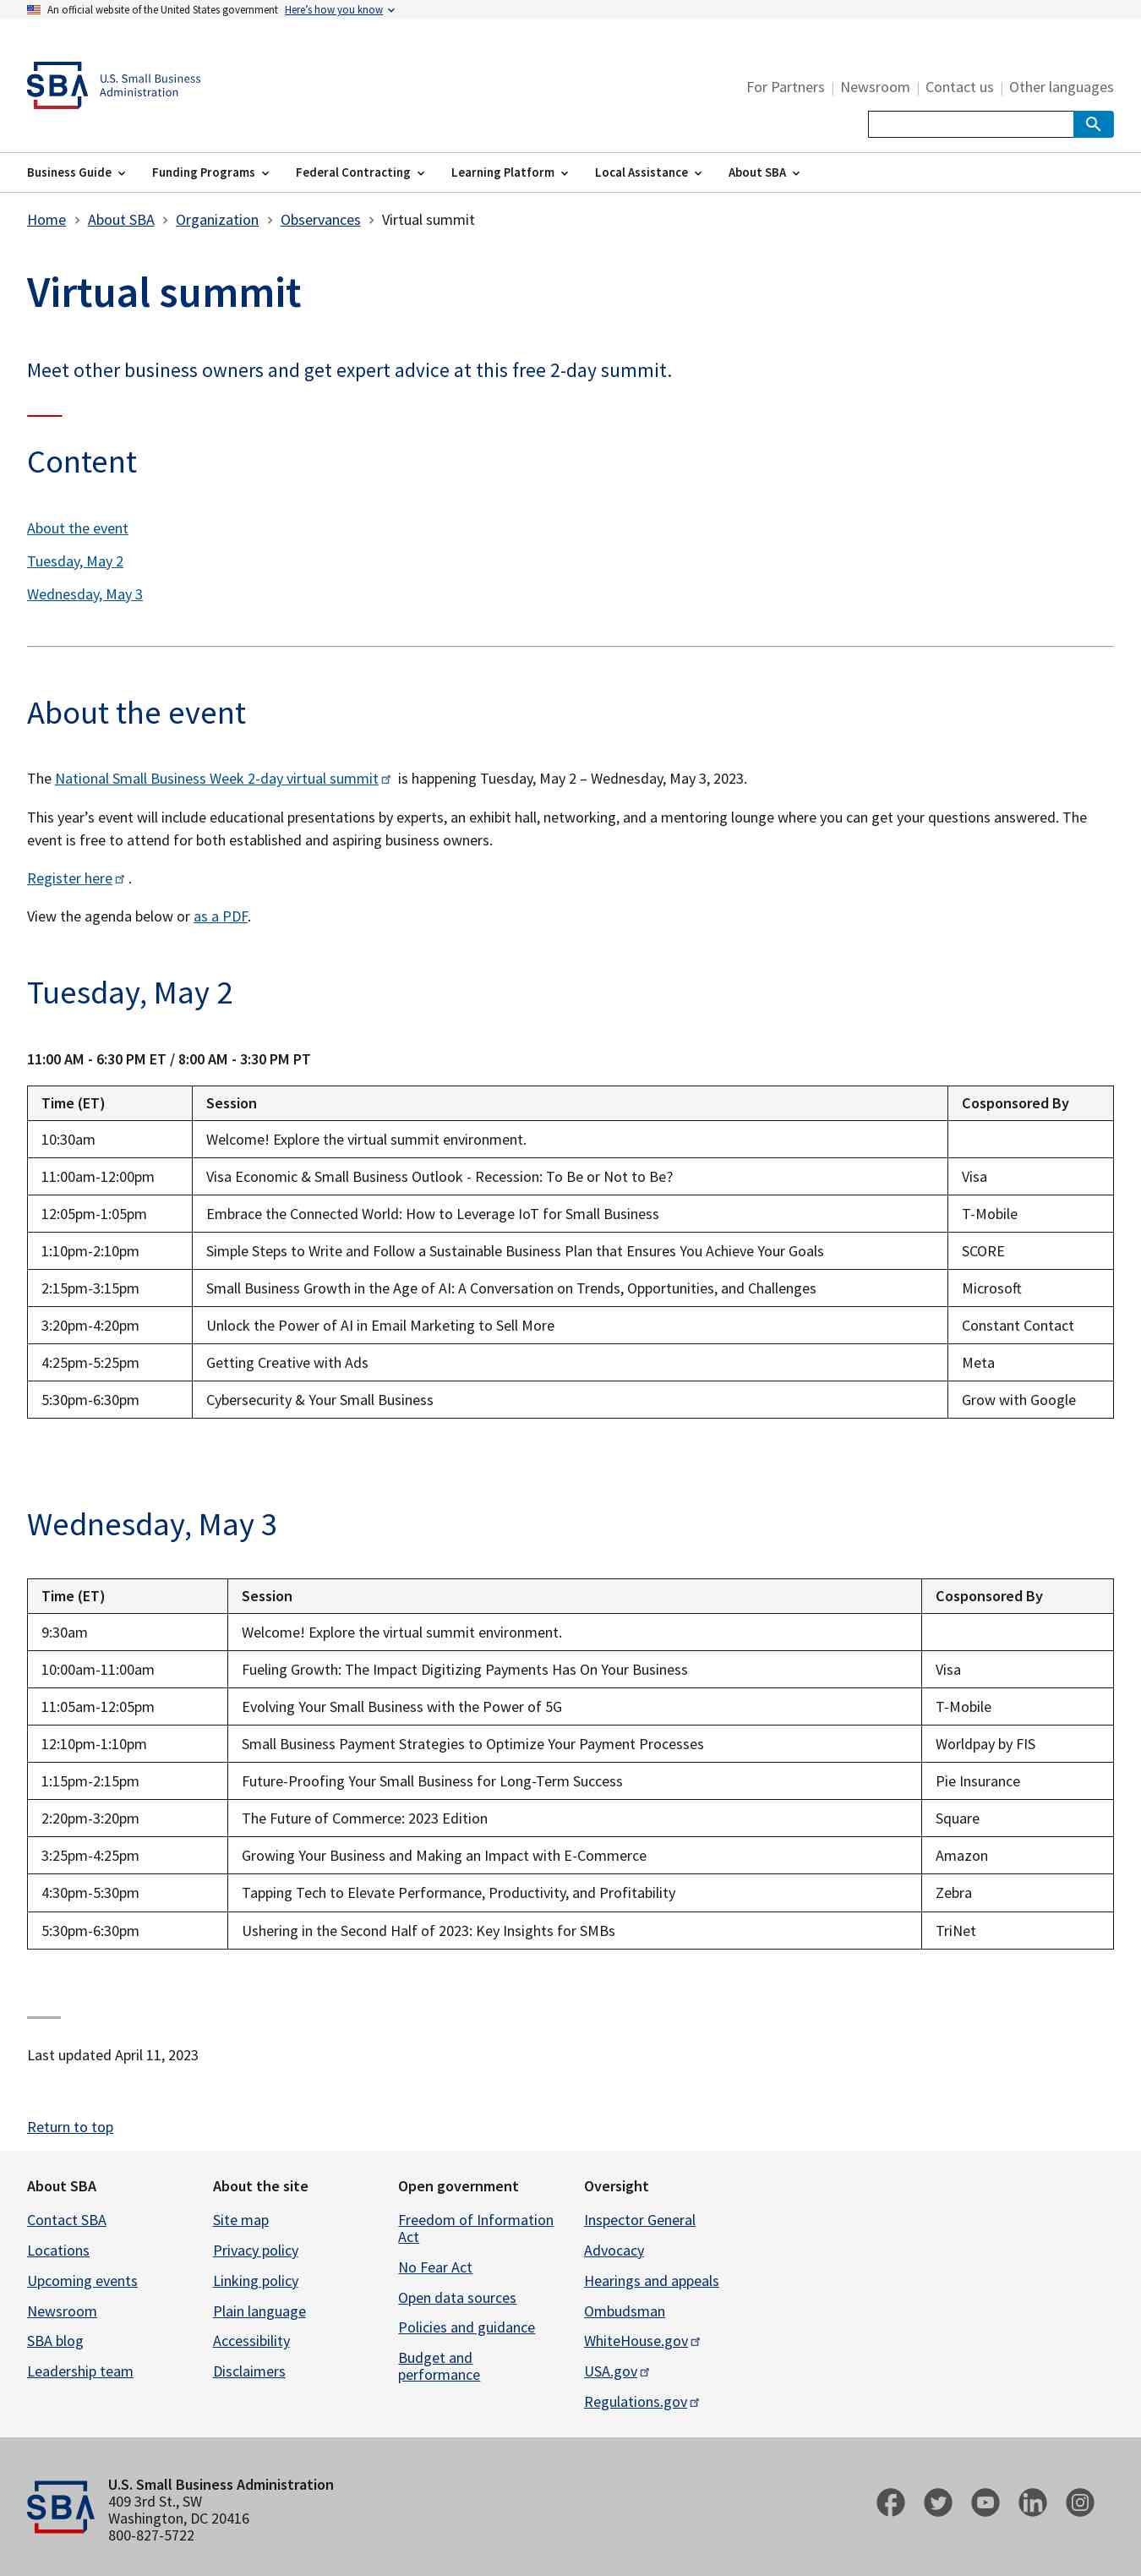 An official website of the United States government Here's how you know
SBA
U.S. Small Business
Administration
For Partners | Newsroom | Contact us | Other languages
Business Guide Funding Programs Federal Contracting Learning Platform Local Assistance About SBA
Home > About SBA > Organization > Observances > Virtual summit
Virtual summit
Meet other business owners and get expert advice at this free 2-day summit.
Content
About the event
Tuesday, May 2
Wednesday, May 3
About the event
The National Small Business Week 2-day virtual summit is happening Tuesday, May 2 – Wednesday, May 3, 2023.
This year’s event will include educational presentations by experts, an exhibit hall, networking, and a mentoring lounge where you can get your questions answered. The
event is free to attend for both established and aspiring business owners.
Register here .
View the agenda below or as a PDF.
Tuesday, May 2
11:00 AM - 6:30 PM ET / 8:00 AM - 3:30 PM PT
Time (ET) Session Cosponsored By
10:30am Welcome! Explore the virtual summit environment.
11:00am-12:00pm Visa Economic & Small Business Outlook - Recession: To Be or Not to Be? Visa
12:05pm-1:05pm Embrace the Connected World: How to Leverage IoT for Small Business T-Mobile
1:10pm-2:10pm Simple Steps to Write and Follow a Sustainable Business Plan that Ensures You Achieve Your Goals SCORE
2:15pm-3:15pm Small Business Growth in the Age of AI: A Conversation on Trends, Opportunities, and Challenges Microsoft
3:20pm-4:20pm Unlock the Power of AI in Email Marketing to Sell More Constant Contact
4:25pm-5:25pm Getting Creative with Ads Meta
5:30pm-6:30pm Cybersecurity & Your Small Business Grow with Google
Wednesday, May 3
Time (ET) Session Cosponsored By
9:30am Welcome! Explore the virtual summit environment.
10:00am-11:00am Fueling Growth: The Impact Digitizing Payments Has On Your Business Visa
11:05am-12:05pm Evolving Your Small Business with the Power of 5G T-Mobile
12:10pm-1:10pm Small Business Payment Strategies to Optimize Your Payment Processes Worldpay by FIS
1:15pm-2:15pm Future-Proofing Your Small Business for Long-Term Success Pie Insurance
2:20pm-3:20pm The Future of Commerce: 2023 Edition Square
3:25pm-4:25pm Growing Your Business and Making an Impact with E-Commerce Amazon
4:30pm-5:30pm Tapping Tech to Elevate Performance, Productivity, and Profitability Zebra
5:30pm-6:30pm Ushering in the Second Half of 2023: Key Insights for SMBs TriNet
Last updated April 11, 2023
Return to top
About SBA
Contact SBA
Locations
Upcoming events
Newsroom
SBA blog
Leadership team
About the site
Site map
Privacy policy
Linking policy
Plain language
Accessibility
Disclaimers
Open government
Freedom of Information
Act
No Fear Act
Open data sources
Policies and guidance
Budget and
performance
Oversight
Inspector General
Advocacy
Hearings and appeals
Ombudsman
WhiteHouse.gov
USA.gov
Regulations.gov
SBA
U.S. Small Business Administration
409 3rd St., SW
Washington, DC 20416
800-827-5722